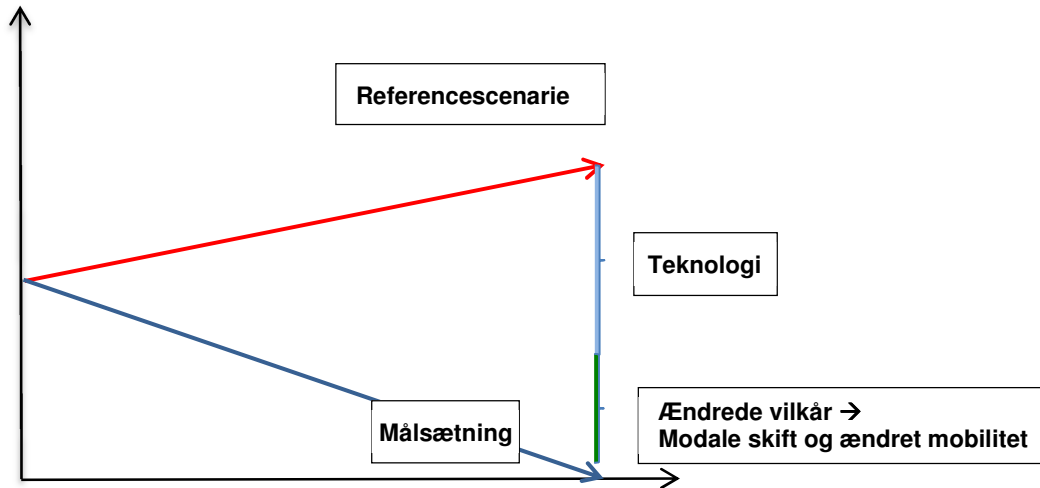 Referencescenarie
Teknologi
Målsætning
Ændrede vilkår →
Modale skift og ændret mobilitet